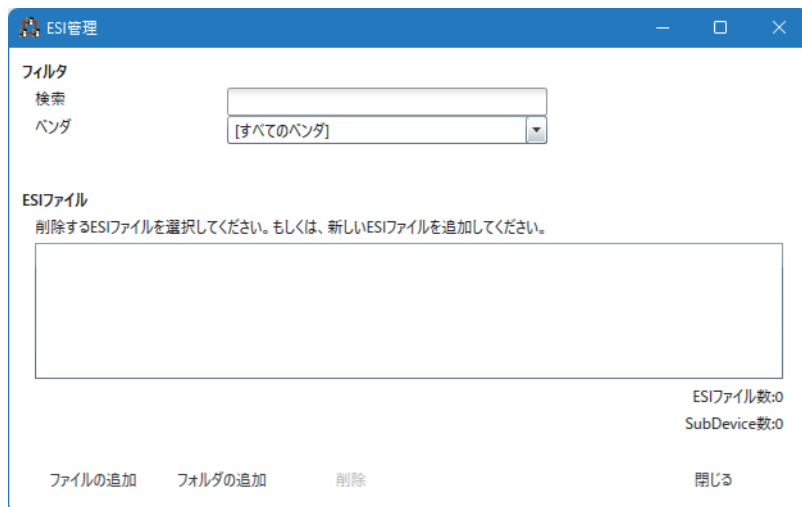 ESI管理
フィルタ
検索
ベンダ [すべてのベンダ]
ESIファイル
削除するESIファイルを選択してください。もしくは、新しいESIファイルを追加してください。
ESIファイル数:0
SubDevice数:0
ファイルの追加 フォルダの追加 削除 閉じる